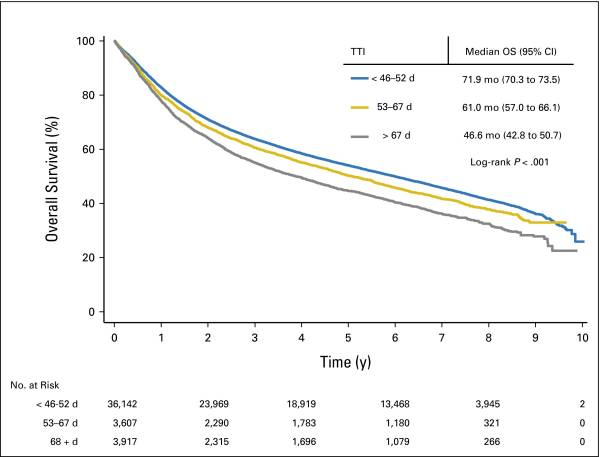 TTI Median OS (95% CI)
< 46–52 d 71.9 mo (70.3 to 73.5)
53–67 d 61.0 mo (57.0 to 66.1)
> 67 d 46.6 mo (42.8 to 50.7)
Log-rank P < .001
Overall Survival (%)
100
80
60
40
20
0
0 1 2 3 4 5 6 7 8 9 10
Time (y)
No. at Risk
< 46-52 d 36,142 23,969 18,919 13,468 3,945 2
53–67 d 3,607 2,290 1,783 1,180 321 0
68 + d 3,917 2,315 1,696 1,079 266 0